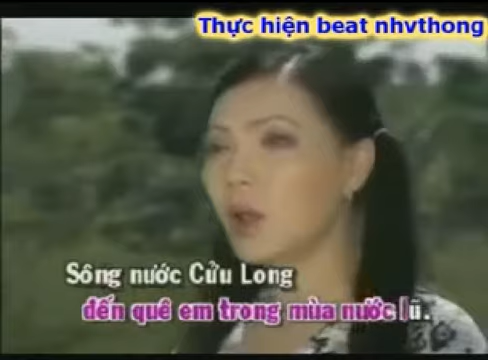 Thực hiện beat nhvthong
Sông nước Cửu Long
đến quê em trong mùa nước lũ.